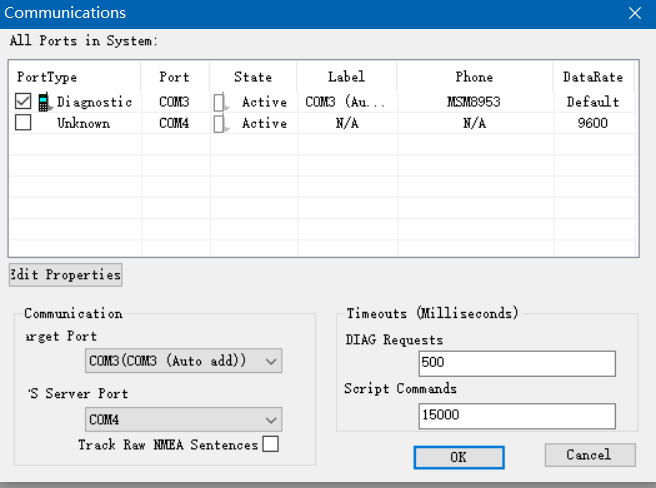 Communications
All Ports in System:
PortType Port State Label Phone DataRate
Diagnostic COM3 Active COM3 (Au... MSM8953 Default
Unknown COM4 Active N/A N/A 9600
Edit Properties
Communication
arget Port
COM3(COM3 (Auto add))
'S Server Port
COM4
Track Raw NMEA Sentences
Timeouts (Milliseconds)
DIAG Requests
500
Script Commands
15000
OK
Cancel